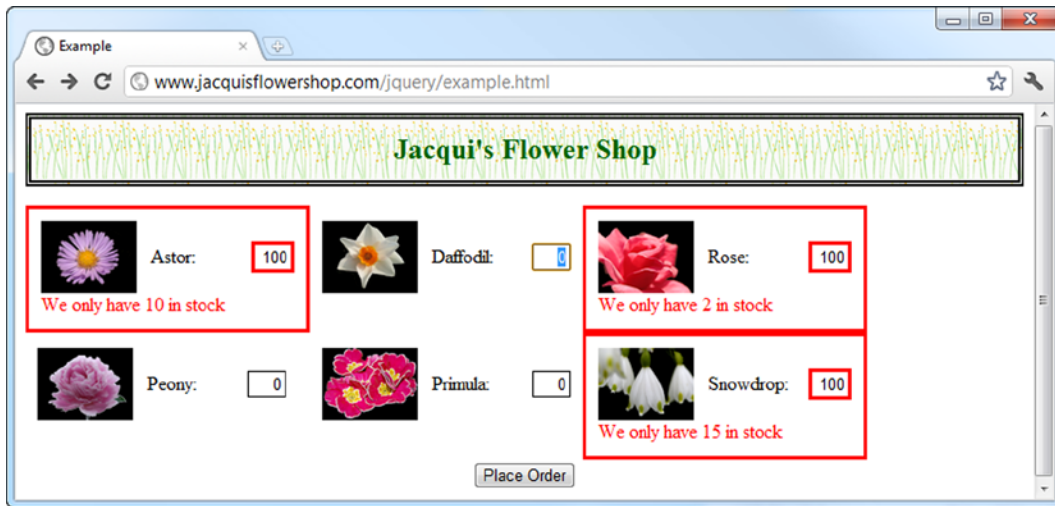 Example
www.jacquisflowershop.com/jquery/example.html
Jacqui's Flower Shop
Astor: 100
We only have 10 in stock
Daffodil: 0
Rose: 100
We only have 2 in stock
Peony: 0
Primula: 0
Snowdrop: 100
We only have 15 in stock
Place Order